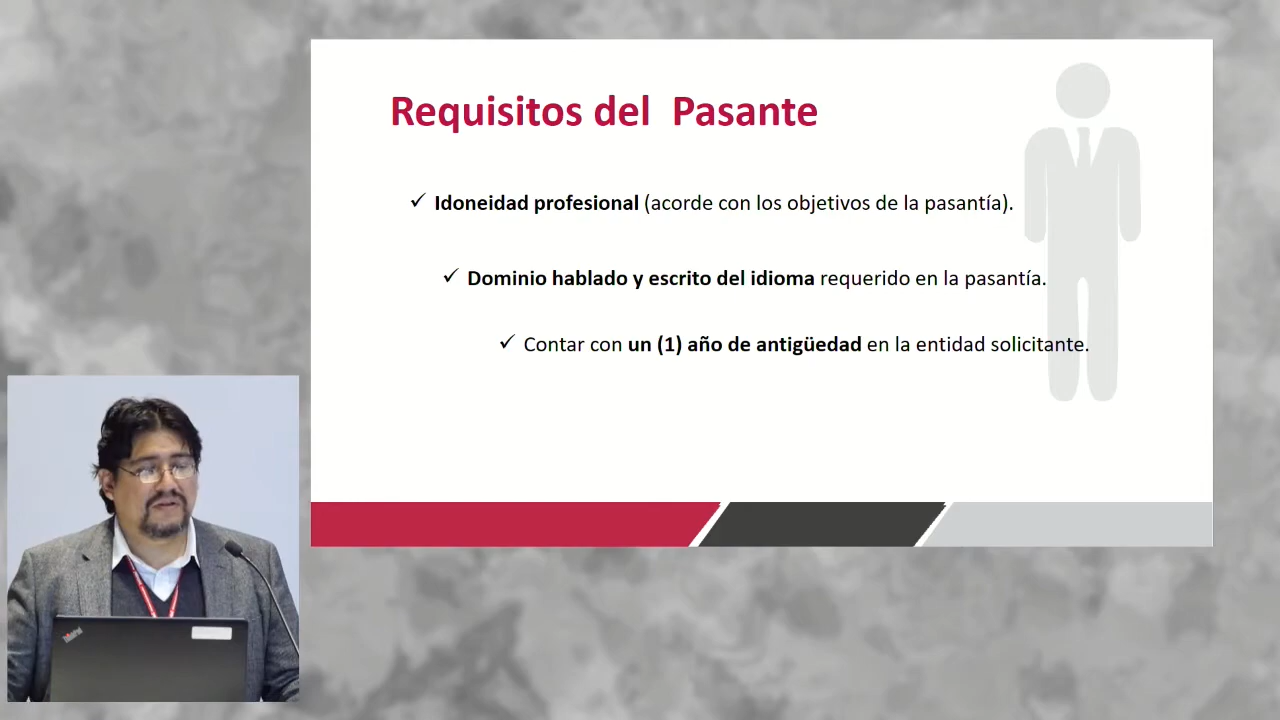 Requisitos del Pasante
✓ Idoneidad profesional (acorde con los objetivos de la pasantía).
✓ Dominio hablado y escrito del idioma requerido en la pasantía.
✓ Contar con un (1) año de antigüedad en la entidad solicitante.